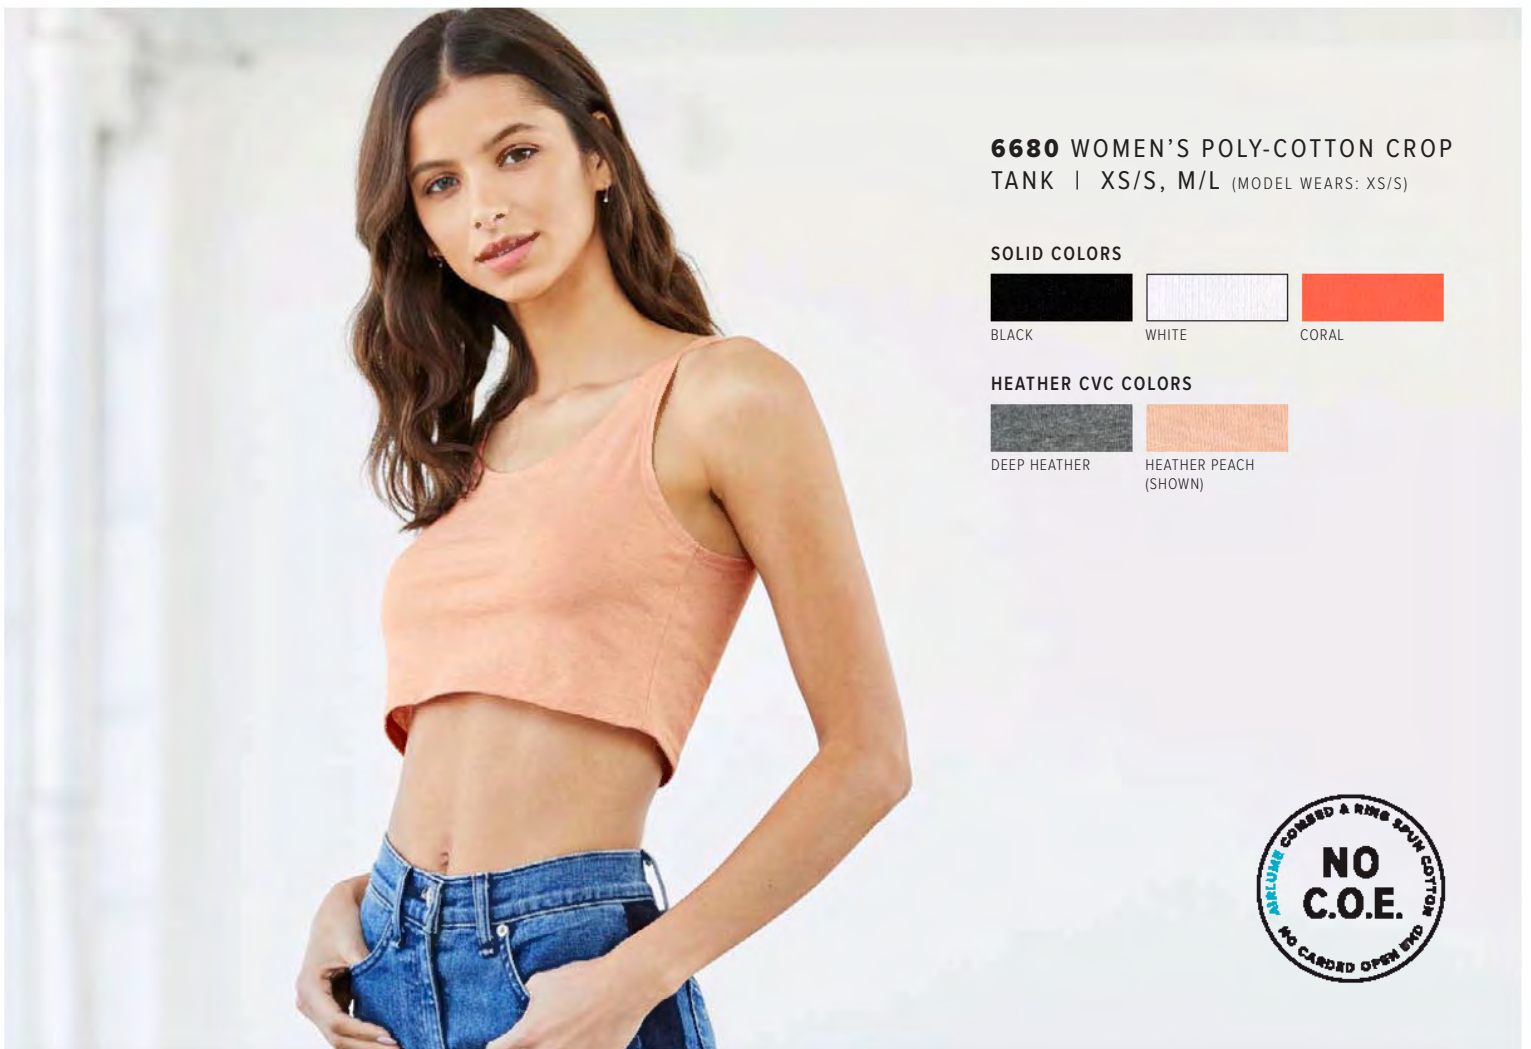 6680 WOMEN'S POLY-COTTON CROP
TANK | XS/S, M/L (MODEL WEARS: XS/S)
SOLID COLORS
BLACK
WHITE
CORAL
HEATHER CVC COLORS
DEEP HEATHER
HEATHER PEACH
(SHOWN)
AIRLUME COMBED & RING SPUN COTTON
NO
C.O.E.
NO CARDED OPEN END